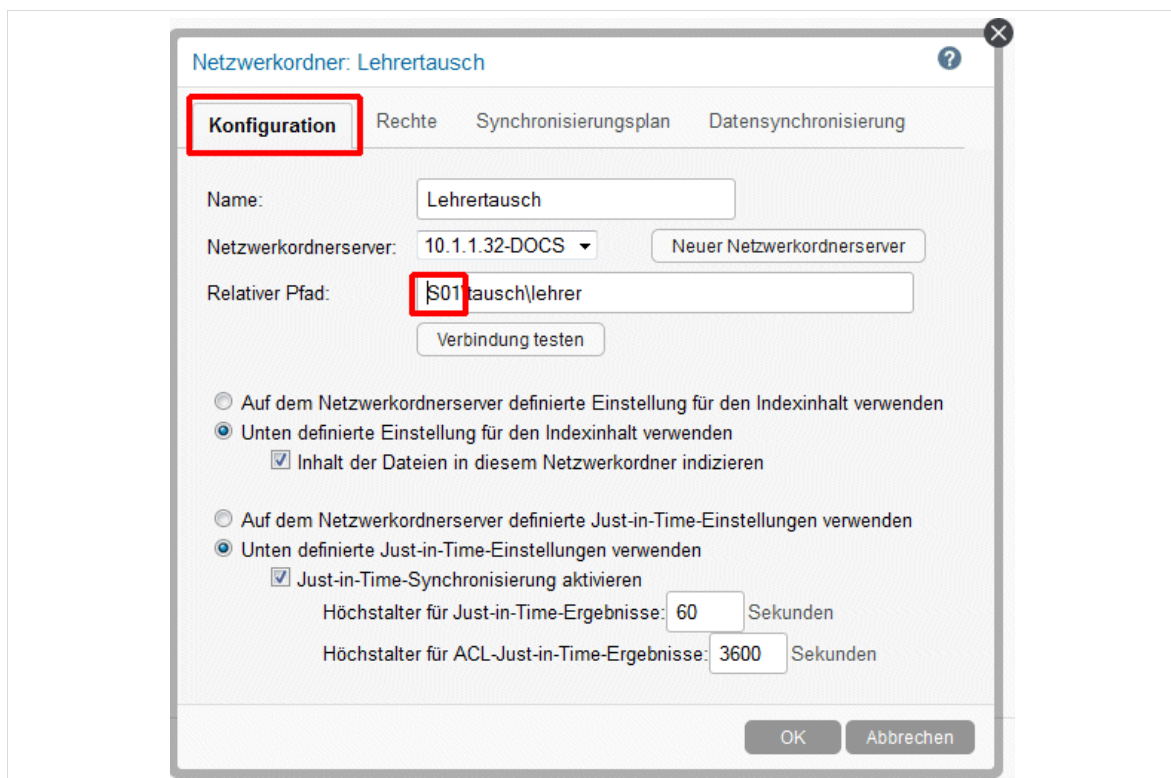 Netzwerkordner: Lehrertausch
Konfiguration Rechte Synchronisierungsplan Datensynchronisierung
Name: Lehrertausch
Netzwerkordnerserver: 10.1.1.32-DOCS Neuer Netzwerkordnerserver
Relativer Pfad: S01\tausch\lehrer
Verbindung testen
Auf dem Netzwerkordnerserver definierte Einstellung für den Indexinhalt verwenden
Unten definierte Einstellung für den Indexinhalt verwenden
Inhalt der Dateien in diesem Netzwerkordner indizieren
Auf dem Netzwerkordnerserver definierte Just-in-Time-Einstellungen verwenden
Unten definierte Just-in-Time-Einstellungen verwenden
Just-in-Time-Synchronisierung aktivieren
Höchstalter für Just-in-Time-Ergebnisse: 60 Sekunden
Höchstalter für ACL-Just-in-Time-Ergebnisse: 3600 Sekunden
OK Abbrechen